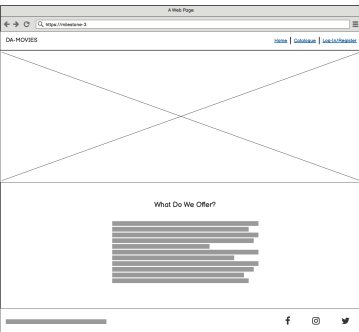 A Web Page
https://milestone-3
DA-MOVIES
Home | Catalogue | Log-In/Register
What Do We Offer?